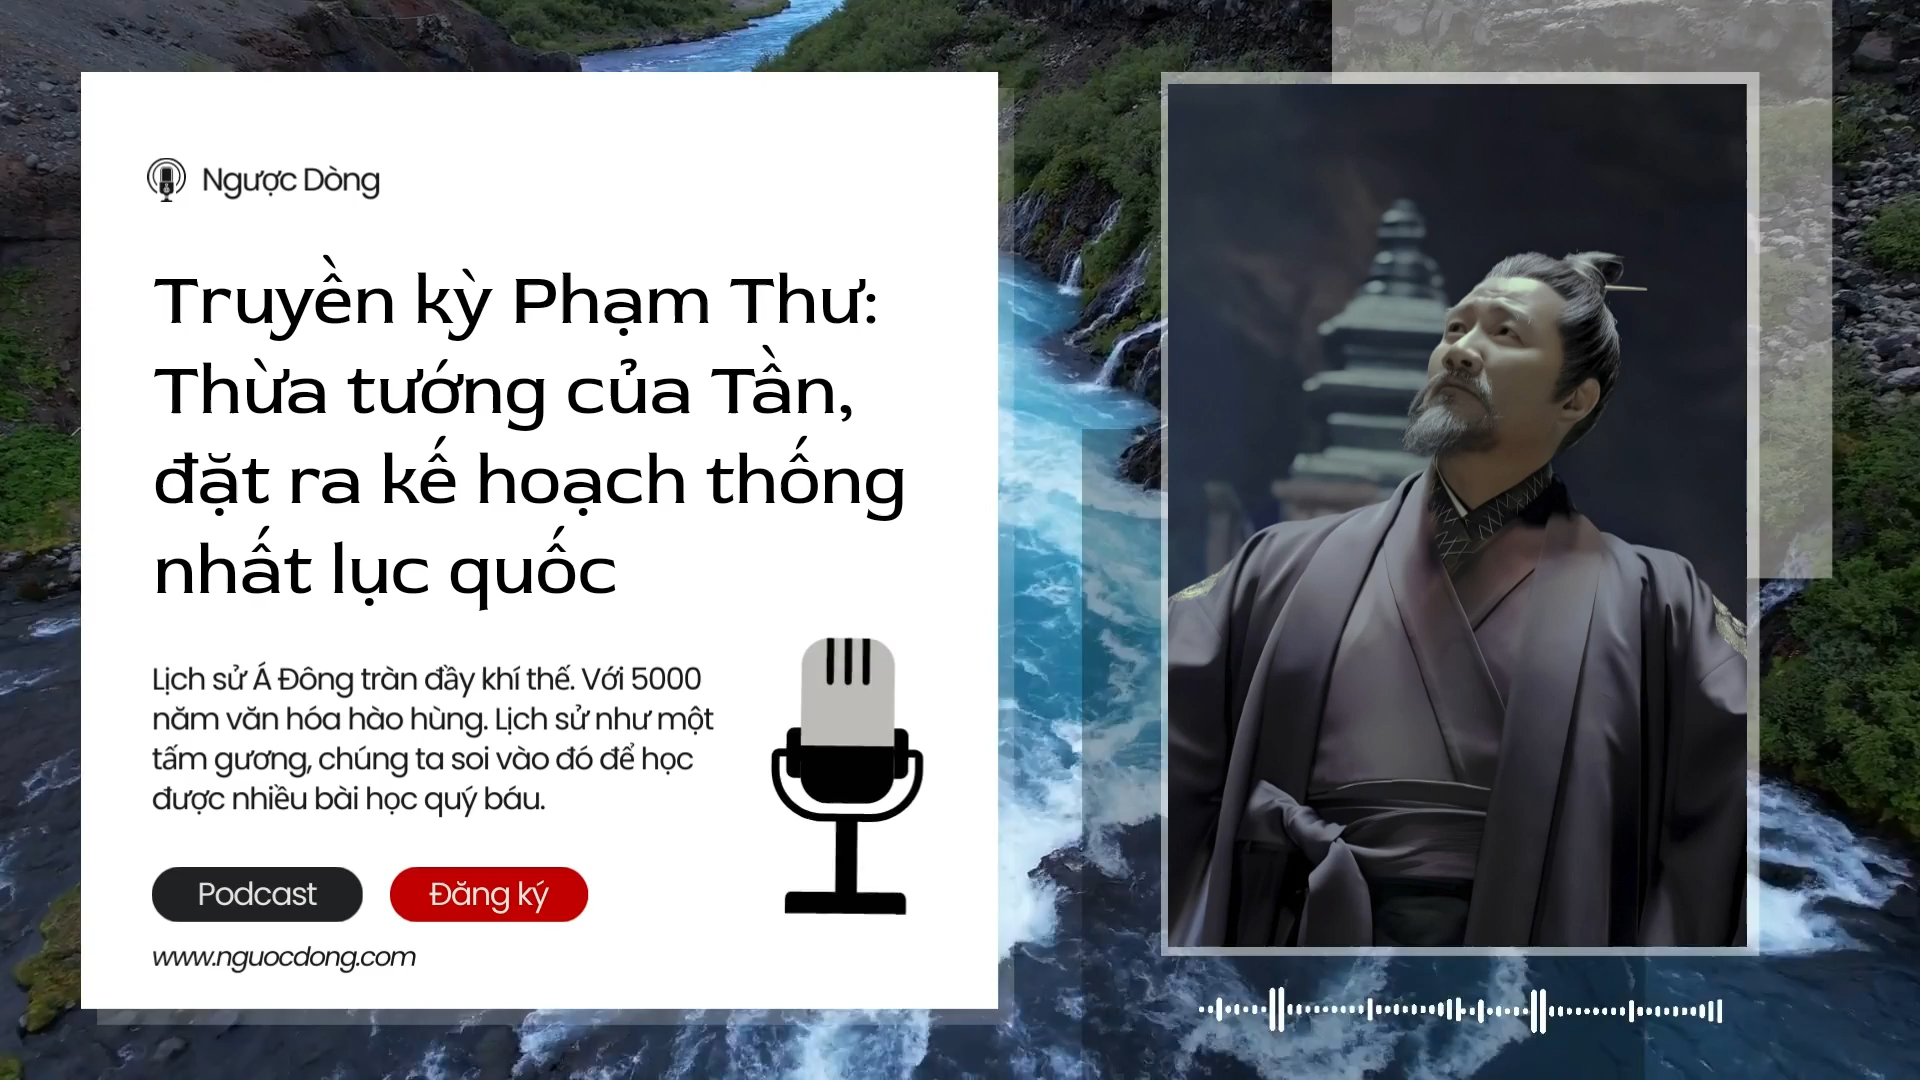 Ngược Dòng
Truyền kỳ Phạm Thư:
Thừa tướng của Tần,
đặt ra kế hoạch thống
nhất lục quốc
Lịch sử Á Đông tràn đầy khí thế. Với 5000
năm văn hóa hào hùng. Lịch sử như một
tấm gương, chúng ta soi vào đó để học
được nhiều bài học quý báu.
Podcast
Đăng ký
www.nguocdong.com